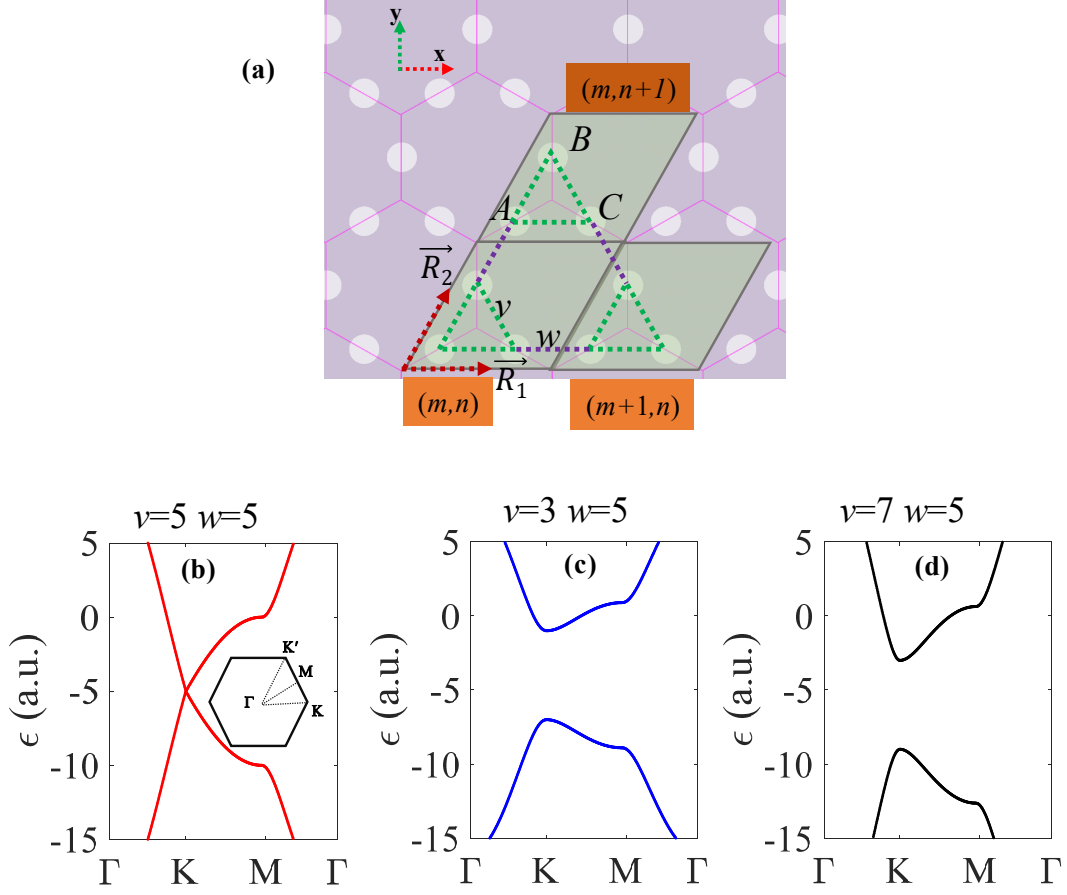 (a)
y
x
(m,n+1)
B
A
C
R₂
v
w
R₁
(m,n)
(m+1,n)
v=5 w=5
v=3 w=5
v=7 w=5
(b)
(c)
(d)
5
0
-5
-10
-15
ϵ (a.u.)
Γ K M Γ
K′
M
Γ
K
5
0
-5
-10
-15
ϵ (a.u.)
Γ K M Γ
5
0
-5
-10
-15
ϵ (a.u.)
Γ K M Γ